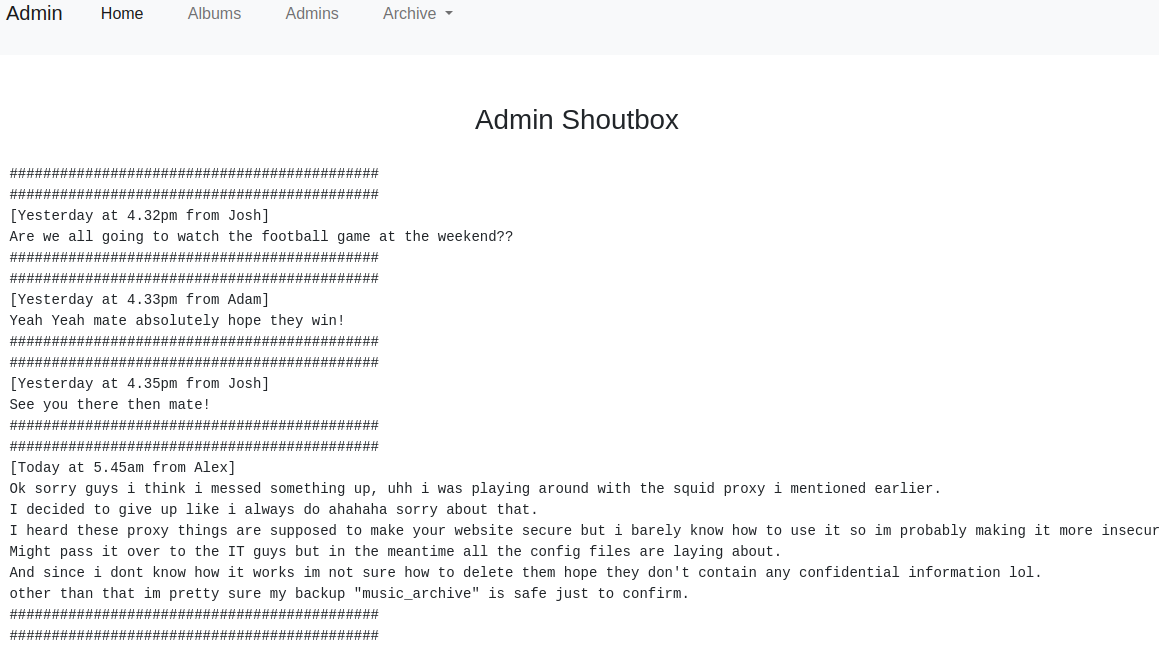 Admin Home Albums Admins Archive
Admin Shoutbox
############################################
############################################
[Yesterday at 4.32pm from Josh]
Are we all going to watch the football game at the weekend??
############################################
############################################
[Yesterday at 4.33pm from Adam]
Yeah Yeah mate absolutely hope they win!
############################################
############################################
[Yesterday at 4.35pm from Josh]
See you there then mate!
############################################
############################################
[Today at 5.45am from Alex]
Ok sorry guys i think i messed something up, uhh i was playing around with the squid proxy i mentioned earlier.
I decided to give up like i always do ahahaha sorry about that.
I heard these proxy things are supposed to make your website secure but i barely know how to use it so im probably making it more insecur
Might pass it over to the IT guys but in the meantime all the config files are laying about.
And since i dont know how it works im not sure how to delete them hope they don't contain any confidential information lol.
other than that im pretty sure my backup "music_archive" is safe just to confirm.
############################################
############################################